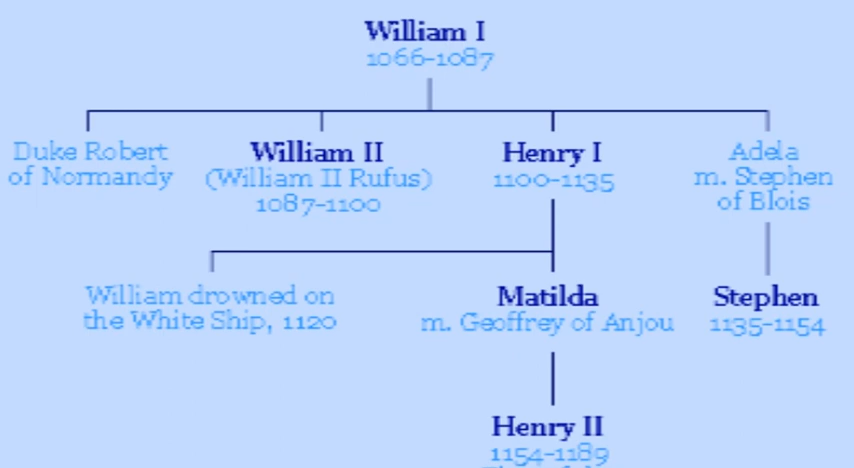 William I
1066-1087
Duke Robert
of Normandy
William II
(William II Rufus)
1087-1100
Henry I
1100-1135
Adela
m. Stephen
of Blois
William drowned on
the White Ship, 1120
Matilda
m. Geoffrey of Anjou
Stephen
1135-1154
Henry II
1154-1189